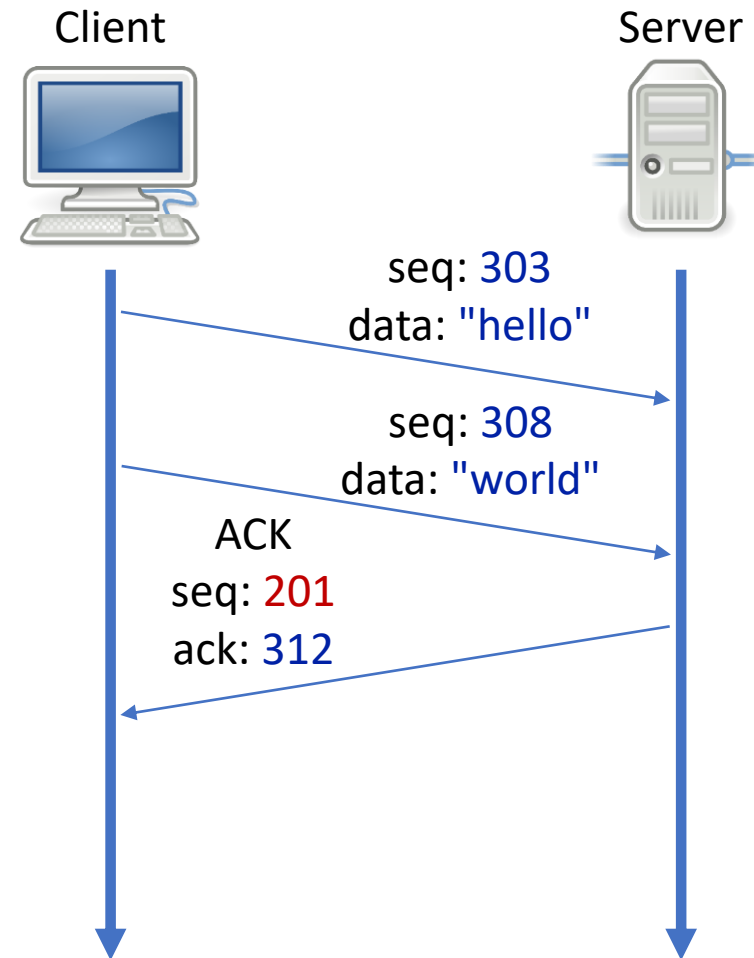 Client
Server
seq: 303
data: "hello"
seq: 308
data: "world"
ACK
seq: 201
ack: 312